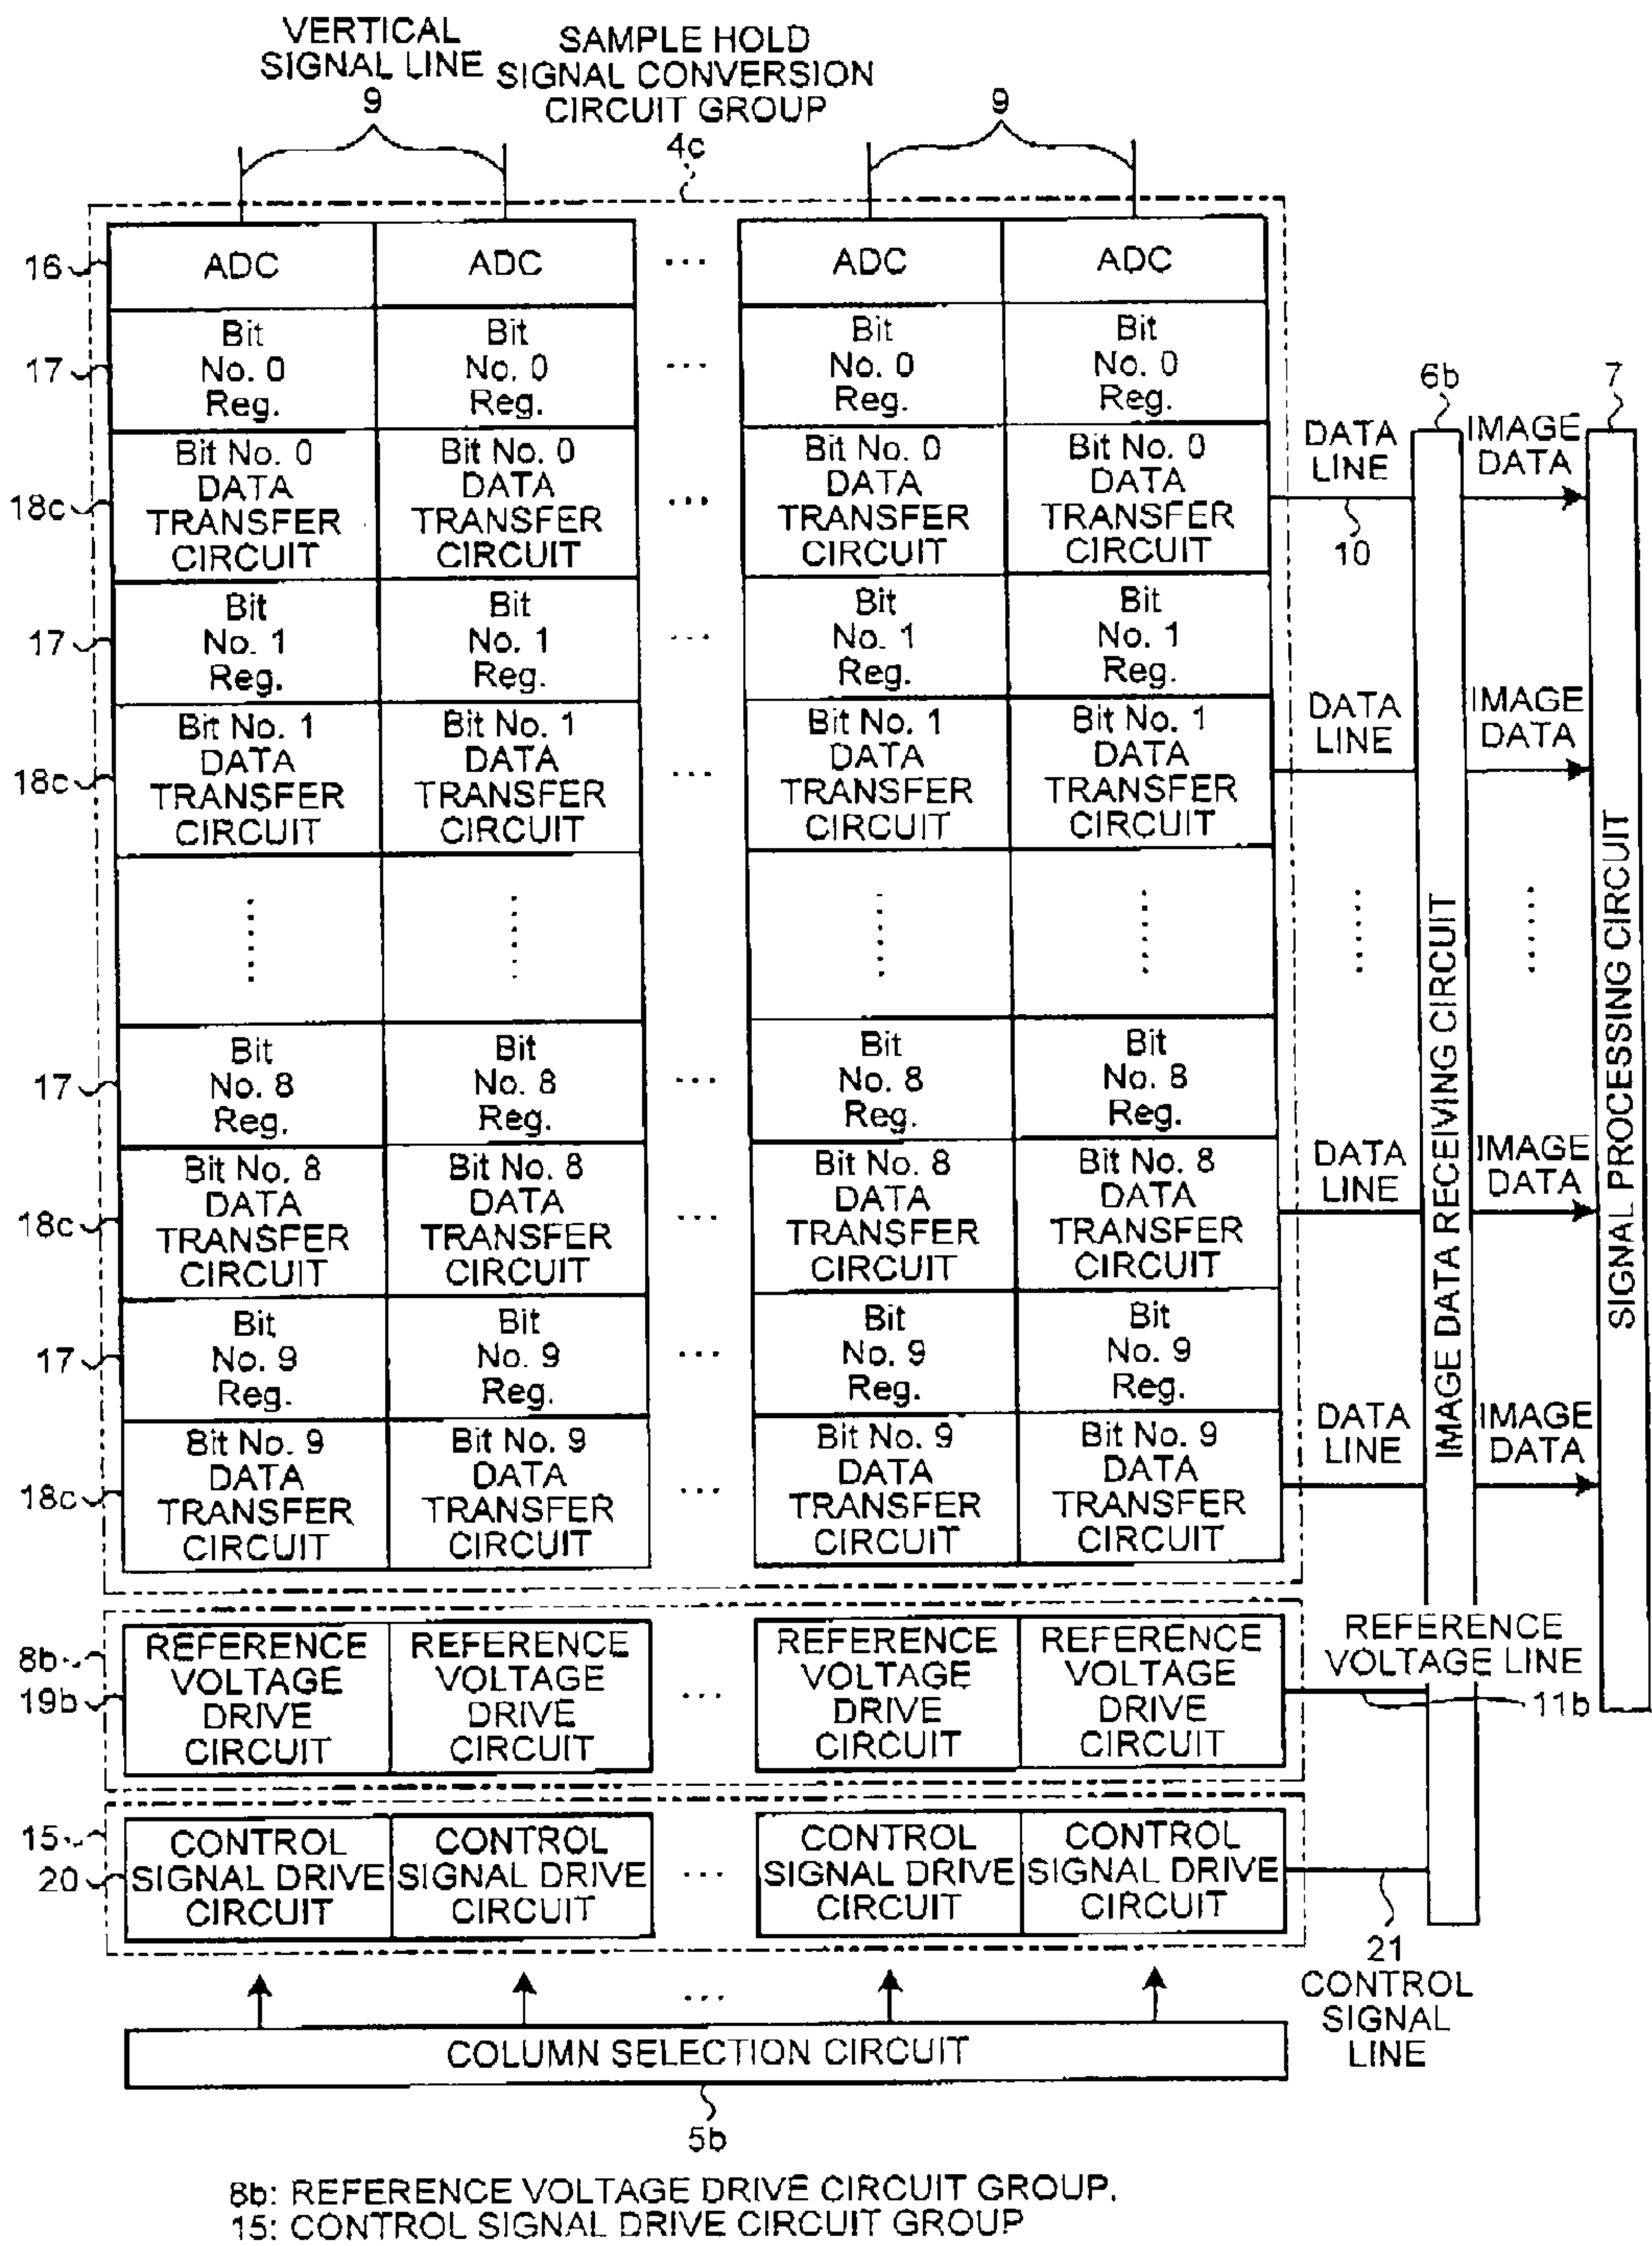 VERTICAL
SIGNAL LINE
SAMPLE HOLD
SIGNAL CONVERSION
CIRCUIT GROUP
9
4c
9
16
ADC
ADC
...
ADC
ADC
17
Bit
No. 0
Reg.
Bit
No. 0
Reg.
...
Bit
No. 0
Reg.
Bit
No. 0
Reg.
18c
Bit No. 0
DATA
TRANSFER
CIRCUIT
Bit No. 0
DATA
TRANSFER
CIRCUIT
...
Bit No. 0
DATA
TRANSFER
CIRCUIT
Bit No. 0
DATA
TRANSFER
CIRCUIT
DATA
LINE
10
6b
IMAGE
DATA
7
17
Bit
No. 1
Reg.
Bit
No. 1
Reg.
...
Bit
No. 1
Reg.
Bit
No. 1
Reg.
18c
Bit No. 1
DATA
TRANSFER
CIRCUIT
Bit No. 1
DATA
TRANSFER
CIRCUIT
...
Bit No. 1
DATA
TRANSFER
CIRCUIT
Bit No. 1
DATA
TRANSFER
CIRCUIT
DATA
LINE
IMAGE
DATA
IMAGE DATA RECEIVING CIRCUIT
SIGNAL PROCESSING CIRCUIT
17
Bit
No. 8
Reg.
Bit
No. 8
Reg.
...
Bit
No. 8
Reg.
Bit
No. 8
Reg.
18c
Bit No. 8
DATA
TRANSFER
CIRCUIT
Bit No. 8
DATA
TRANSFER
CIRCUIT
...
Bit No. 8
DATA
TRANSFER
CIRCUIT
Bit No. 8
DATA
TRANSFER
CIRCUIT
DATA
LINE
IMAGE
DATA
17
Bit
No. 9
Reg.
Bit
No. 9
Reg.
...
Bit
No. 9
Reg.
Bit
No. 9
Reg.
18c
Bit No. 9
DATA
TRANSFER
CIRCUIT
Bit No. 9
DATA
TRANSFER
CIRCUIT
...
Bit No. 9
DATA
TRANSFER
CIRCUIT
Bit No. 9
DATA
TRANSFER
CIRCUIT
DATA
LINE
IMAGE
DATA
8b
19b
REFERENCE
VOLTAGE
DRIVE
CIRCUIT
REFERENCE
VOLTAGE
DRIVE
CIRCUIT
...
REFERENCE
VOLTAGE
DRIVE
CIRCUIT
REFERENCE
VOLTAGE
DRIVE
CIRCUIT
REFERENCE
VOLTAGE LINE
11b
15
20
CONTROL
SIGNAL DRIVE
CIRCUIT
CONTROL
SIGNAL DRIVE
CIRCUIT
...
CONTROL
SIGNAL DRIVE
CIRCUIT
CONTROL
SIGNAL DRIVE
CIRCUIT
21
CONTROL
SIGNAL
LINE
...
COLUMN SELECTION CIRCUIT
5b
8b: REFERENCE VOLTAGE DRIVE CIRCUIT GROUP.
15: CONTROL SIGNAL DRIVE CIRCUIT GROUP